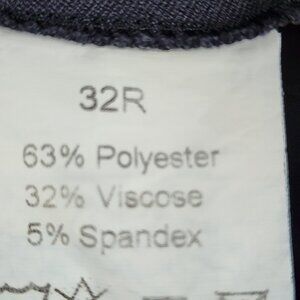 32R
63% Polyester
32% Viscose
5% Spandex